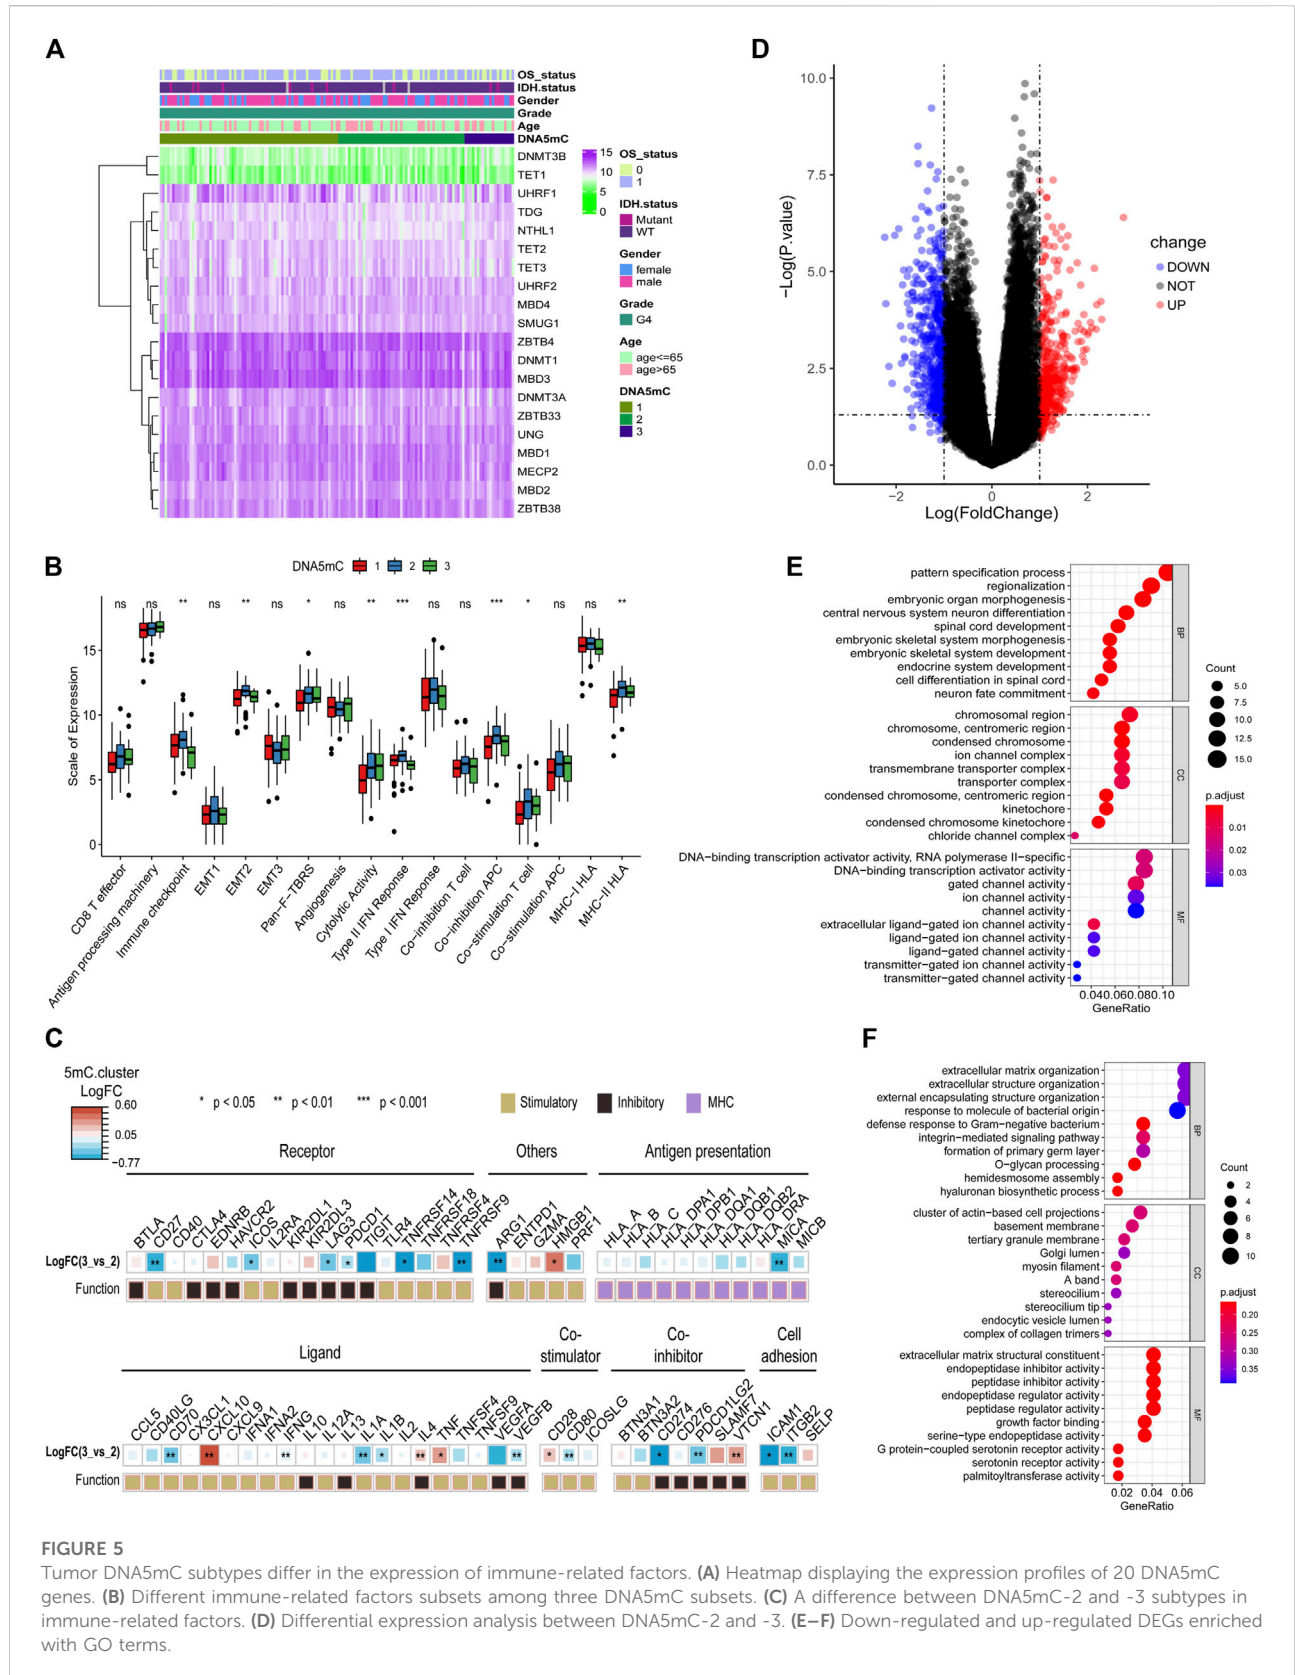 A
OS_status
IDH.status
Gender
Grade
Age
DNA5mC
DNMT3B
TET1
UHRF1
TDG
NTHL1
TET2
TET3
UHRF2
MBD4
SMUG1
ZBTB4
DNMT1
MBD3
DNMT3A
ZBTB33
UNG
MBD1
MECP2
MBD2
ZBTB38
15
10
5
0
OS_status
0
1
IDH.status
Mutant
WT
Gender
female
male
Grade
G4
Age
age<=65
age>65
DNA5mC
1
2
3
D
10.0
7.5
5.0
2.5
0.0
−Log(P.value)
−2 0 2
Log(FoldChange)
change
DOWN
NOT
UP
B
DNA5mC 1 2 3
ns ns ** ns ** ns * ns ** *** ns ns *** * ns ns **
15
10
5
0
Scale of Expression
CD8 T effector
Antigen processing machinery
Immune checkpoint
EMT1
EMT2
EMT3
Pan−F−TBRS
Angiogenesis
Cytolytic Activity
Type II IFN Reponse
Type I IFN Reponse
Co−inhibition T cell
Co−inhibition APC
Co−stimulation T cell
Co−stimulation APC
MHC−I HLA
MHC−II HLA
E
pattern specification process
regionalization
embryonic organ morphogenesis
central nervous system neuron differentiation
spinal cord development
embryonic skeletal system morphogenesis
embryonic skeletal system development
endocrine system development
cell differentiation in spinal cord
neuron fate commitment
BP
chromosomal region
chromosome, centromeric region
condensed chromosome
ion channel complex
transmembrane transporter complex
transporter complex
condensed chromosome, centromeric region
kinetochore
condensed chromosome kinetochore
chloride channel complex
CC
DNA−binding transcription activator activity, RNA polymerase II−specific
DNA−binding transcription activator activity
gated channel activity
ion channel activity
channel activity
extracellular ligand−gated ion channel activity
ligand−gated ion channel activity
ligand−gated channel activity
transmitter−gated ion channel activity
transmitter−gated channel activity
MF
0.04 0.06 0.08 0.10
GeneRatio
Count
5.0
7.5
10.0
12.5
15.0
p.adjust
0.01
0.02
0.03
C
5mC.cluster
LogFC
0.60
0.05
−0.77
* p < 0.05 ** p < 0.01 *** p < 0.001
Stimulatory Inhibitory MHC
Receptor Others Antigen presentation
BTLA
CD27
CD40
CTLA4
EDNRB
HAVCR2
ICOS
IL2RA
KIR2DL1
KIR2DL3
LAG3
PDCD1
TIGIT
TLR4
TNFRSF14
TNFRSF18
TNFRSF4
TNFRSF9
ARG1
ENTPD1
GZMA
HMGB1
PRF1
HLA_A
HLA_B
HLA_C
HLA_DPA1
HLA_DPB1
HLA_DQA1
HLA_DQB1
HLA_DQB2
HLA_DRA
MICA
MICB
LogFC(3_vs_2) ** * * * * ** ** * **
Function
Ligand Co-stimulator Co-inhibitor Cell adhesion
CCL5
CD40LG
CD70
CX3CL1
CXCL10
CXCL9
IFNA1
IFNA2
IFNG
IL10
IL12A
IL13
IL1A
IL1B
IL2
IL4
TNF
TNFSF4
TNFSF9
VEGFA
VEGFB
CD28
CD80
ICOSLG
BTN3A1
BTN3A2
CD274
CD276
PDCD1LG2
SLAMF7
VTCN1
ICAM1
ITGB2
SELP
LogFC(3_vs_2) ** ** ** ** * ** * ** * ** * ** ** * **
Function
F
extracellular matrix organization
extracellular structure organization
external encapsulating structure organization
response to molecule of bacterial origin
defense response to Gram−negative bacterium
integrin−mediated signaling pathway
formation of primary germ layer
O−glycan processing
hemidesmosome assembly
hyaluronan biosynthetic process
BP
cluster of actin−based cell projections
basement membrane
tertiary granule membrane
Golgi lumen
myosin filament
A band
stereocilium
stereocilium tip
endocytic vesicle lumen
complex of collagen trimers
CC
extracellular matrix structural constituent
endopeptidase inhibitor activity
peptidase inhibitor activity
endopeptidase regulator activity
peptidase regulator activity
growth factor binding
serine−type endopeptidase activity
G protein−coupled serotonin receptor activity
serotonin receptor activity
palmitoyltransferase activity
MF
0.02 0.04 0.06
GeneRatio
Count
2
4
6
8
10
p.adjust
0.20
0.25
0.30
0.35
FIGURE 5
Tumor DNA5mC subtypes differ in the expression of immune-related factors. (A) Heatmap displaying the expression profiles of 20 DNA5mC
genes. (B) Different immune-related factors subsets among three DNA5mC subsets. (C) A difference between DNA5mC-2 and -3 subtypes in
immune-related factors. (D) Differential expression analysis between DNA5mC-2 and -3. (E–F) Down-regulated and up-regulated DEGs enriched
with GO terms.